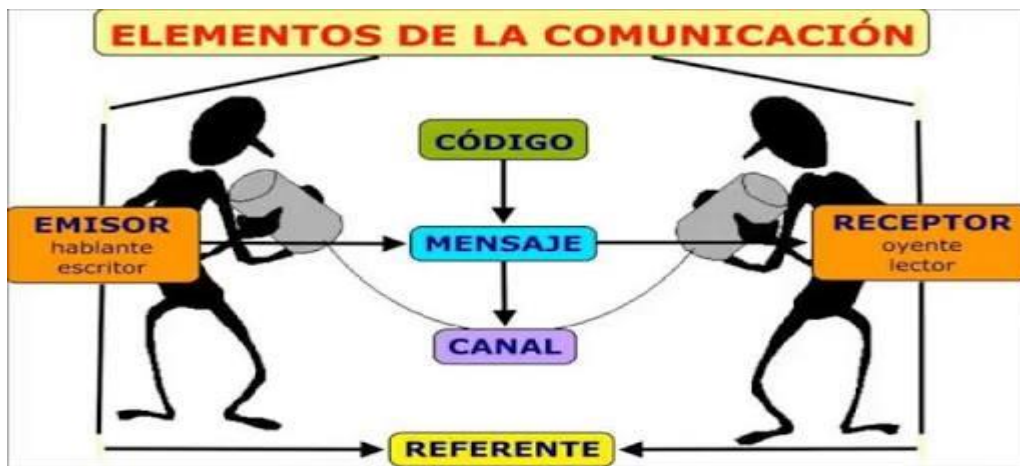 ELEMENTOS DE LA COMUNICACIÓN
CÓDIGO
EMISOR
hablante
escritor
MENSAJE
RECEPTOR
oyente
lector
CANAL
REFERENTE